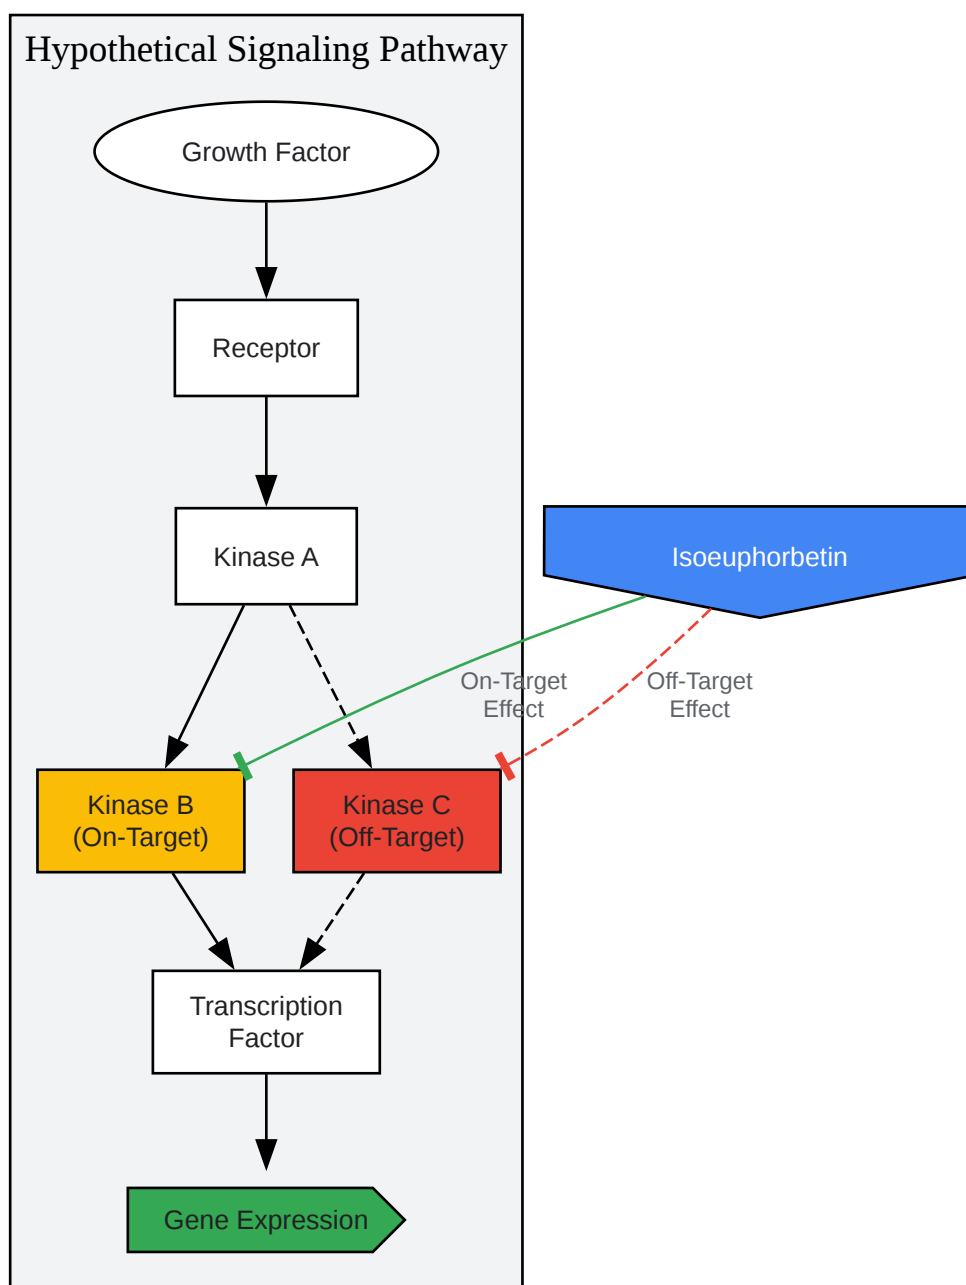 Hypothetical Signaling Pathway
Growth Factor
Receptor
Kinase A
Isoeuphorbetin
On-Target
Effect
Off-Target
Effect
Kinase B
(On-Target)
Kinase C
(Off-Target)
Transcription
Factor
Gene Expression